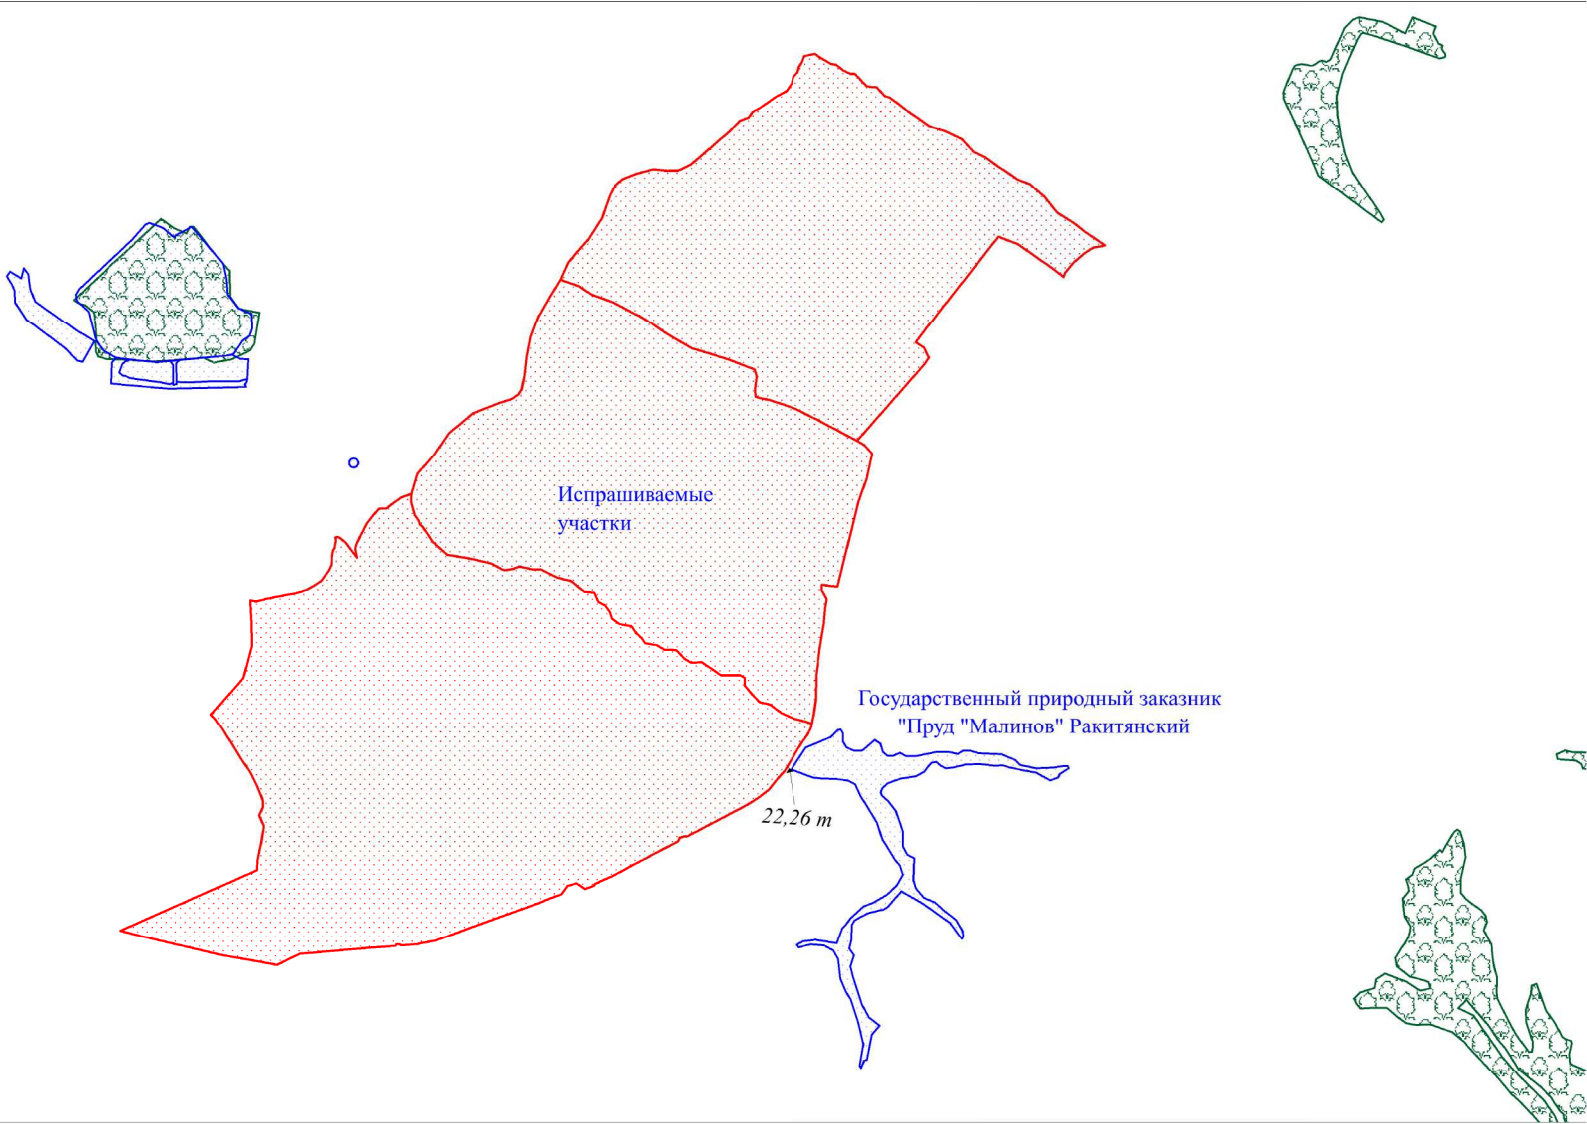 Испрашиваемые
участки
Государственный природный заказник
"Пруд "Малинов" Ракитянский
22,26 m